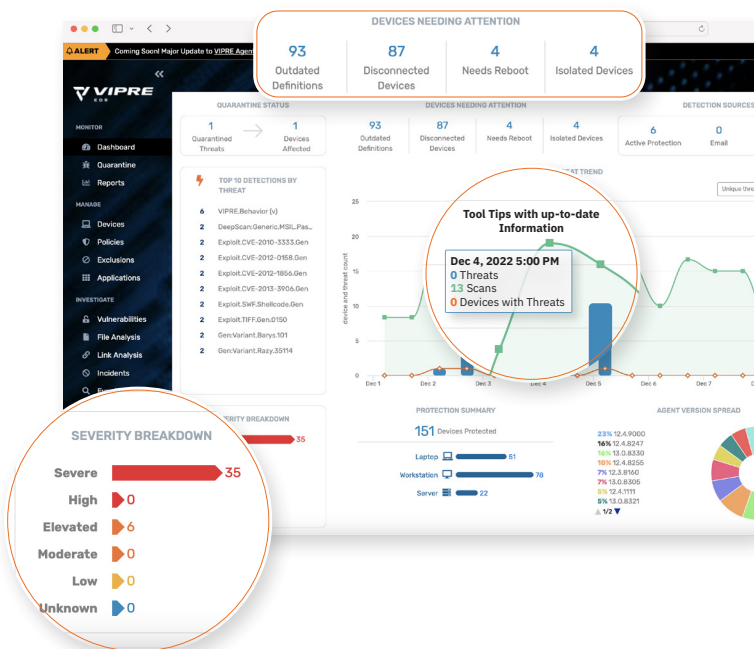 DEVICES NEEDING ATTENTION
93
87
4
4
Outdated
Definitions
Disconnected
Devices
Needs Reboot
Isolated Devices
ALERT
Coming Soon! Major Update to VIPRE Agen
VIPRE
EDR
MONITOR
Dashboard
Quarantine
Reports
MANAGE
Devices
Policies
Exclusions
Applications
INVESTIGATE
Vulnerabilities
File Analysis
Link Analysis
Incidents
QUARANTINE STATUS
1
Quarantined
Threats
1
Devices
Affected
DEVICES NEEDING ATTENTION
93
Outdated
Definitions
87
Disconnected
Devices
4
Needs Reboot
4
Isolated Devices
DETECTION SOURCES
6
Active Protection
0
Email
TOP 10 DETECTIONS BY
THREAT
6 VIPRE.Behavior (v)
2 DeepScan:Generic.MSIL.Pas...
2 Exploit.CVE-2010-3333.Gen
2 Exploit.CVE-2012-0158.Gen
2 Exploit.CVE-2012-1856.Gen
2 Exploit.CVE-2013-3906.Gen
2 Exploit.SWF.Shellcode.Gen
2 Exploit.TIFF.Gen.0150
2 Gen:Variant.Barys.101
2 Gen:Variant.Razy.35114
EAT TREND
Unique thre
device and threat count
25
20
15
10
5
0
Dec 1
Dec 2
Dec 3
Dec 4
Dec 5
Dec 6
Dec 7
Tool Tips with up-to-date
Information
Dec 4, 2022 5:00 PM
0 Threats
13 Scans
0 Devices with Threats
VERITY BREAKDOWN
35
SEVERITY BREAKDOWN
Severe 35
High 0
Elevated 6
Moderate 0
Low 0
Unknown 0
PROTECTION SUMMARY
151 Devices Protected
Laptop 51
Workstation 78
Server 22
AGENT VERSION SPREAD
23% 12.4.9000
16% 12.4.8247
16% 13.0.8330
10% 12.4.8255
7% 12.3.8160
7% 13.0.8305
5% 12.4.1111
5% 13.0.8321
1/2